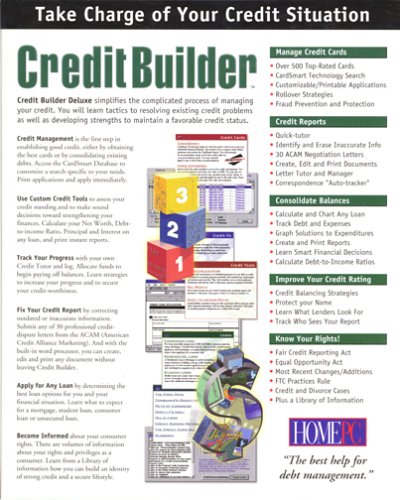 Take Charge of Your Credit Situation
Credit Builder
Credit Builder Deluxe simplifies the complicated process of managing
your credit. You will learn tactics to resolving existing credit problems
as well as developing strengths to maintain a favorable credit status.
Credit Management is the first step in
establishing good credit, either by obtaining
the best cards or by consolidating existing
debts. Access the CardSmart Database to
customize a search specific to your needs.
Print applications and apply immediately.
Use Custom Credit Tools to assess your
credit standing and to make sound
decisions toward strengthening your
finances. Calculate your Net Worth, Debt-
to-income Ratio, Principal and Interest on
any loan, and print instant reports.
Track Your Progress with your own
Credit Tutor and log. Allocate funds to
begin paying off balances. Learn strategies
to increase your progress and to secure
your credit-worthiness.
Fix Your Credit Report by correcting
outdated or inaccurate information.
Submit any of 30 professional credit-
dispute letters from the ACAM (American
Credit Alliance Marketing). And with the
built-in word processor, you can create,
edit and print any document without
leaving Credit Builder.
Apply for Any Loan by determining the
best loan options for you and your
financial situation. Learn what to expect
for a mortgage, student loan, consumer
loan or unsecured loan.
Become Informed about your consumer
rights. There are volumes of information
about your rights and privileges as a
consumer. Learn from a Library of
information how you can build an identity
of strong credit and a secure lifestyle.
Credit Cards
3
2
1
Credit Fix
Credit Tools
Loans
Manage Credit Cards
• Over 500 Top-Rated Cards
• CardSmart Technology Search
• Customizable/Printable Applications
• Rollover Strategies
• Fraud Prevention and Protection
Credit Reports
• Quick-tutor
• Identify and Erase Inaccurate Info
• 30 ACAM Negotiation Letters
• Create, Edit and Print Documents
• Letter Tutor and Manager
• Correspondence "Auto-tracker"
Consolidate Balances
• Calculate and Chart Any Loan
• Track Debt and Expenses
• Graph Solutions to Expenditures
• Create and Print Reports
• Learn Smart Financial Decisions
• Calculate Debt-to-Income Ratios
Improve Your Credit Rating
• Credit Balancing Strategies
• Protect your Name
• Learn What Lenders Look For
• Track Who Sees Your Report
Know Your Rights!
• Fair Credit Reporting Act
• Equal Opportunity Act
• Most Recent Changes/Additions
• FTC Practices Rule
• Credit and Divorce Cases
• Plus a Library of Information
HOMEPC
"The best help for
debt management."